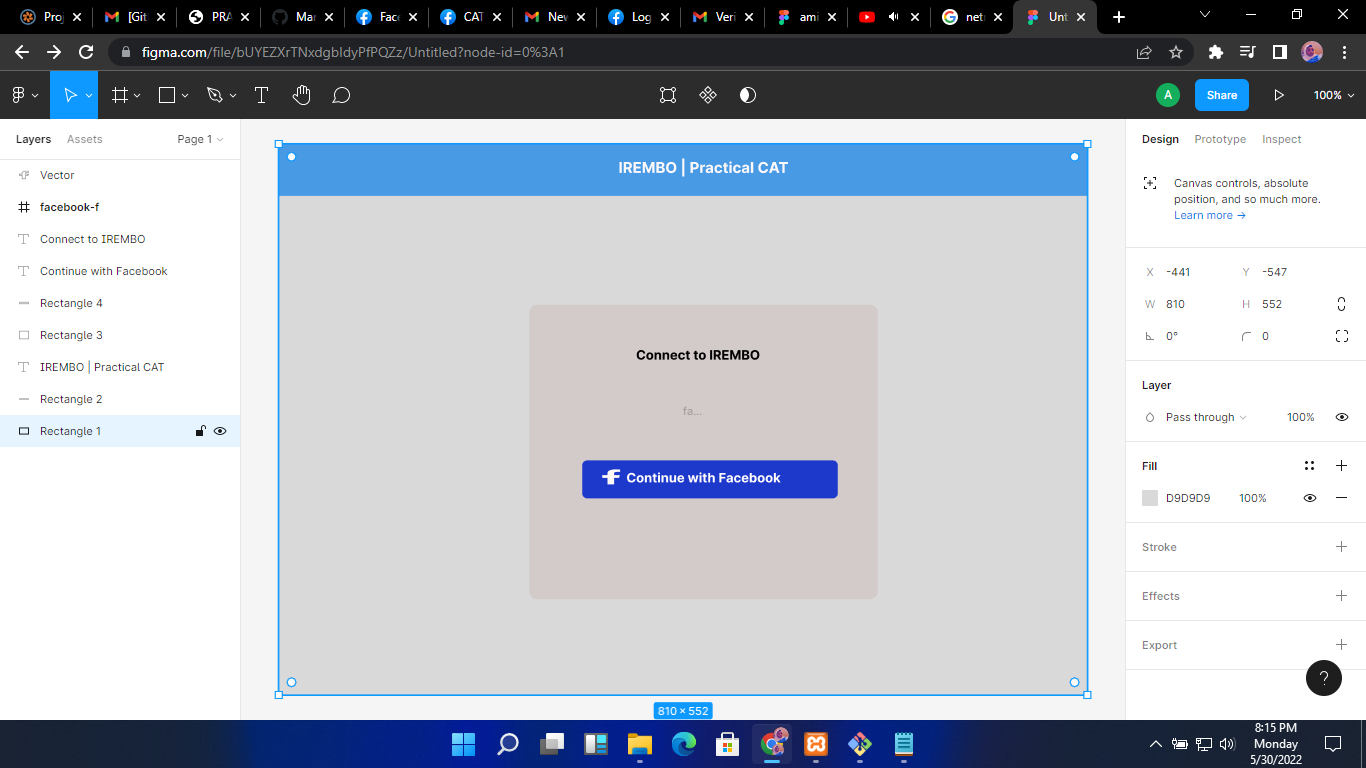 Proj
[Git
PRA
Mar
Face
CAT
New
Log
Veri
ami
netr
Unt
figma.com/file/bUYEZXrTNxdgbIdyPfPQZz/Untitled?node-id=0%3A1
A
Share
100%
Layers
Assets
Page 1
Vector
facebook-f
Connect to IREMBO
Continue with Facebook
Rectangle 4
Rectangle 3
IREMBO | Practical CAT
Rectangle 2
Rectangle 1
IREMBO | Practical CAT
Connect to IREMBO
fa...
Continue with Facebook
810 × 552
Design
Prototype
Inspect
Canvas controls, absolute
position, and so much more.
Learn more →
X -441
Y -547
W 810
H 552
0°
0
Layer
Pass through
100%
Fill
D9D9D9
100%
Stroke
Effects
Export
?
8:15 PM
Monday
5/30/2022